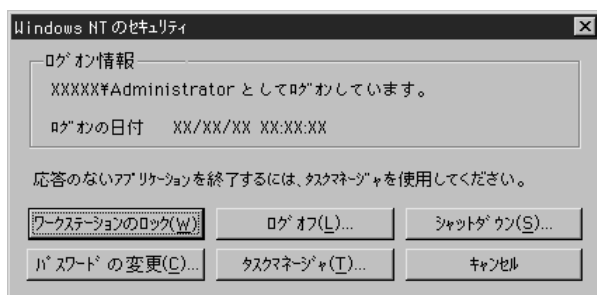 Windows NT のｾｷｭﾘﾃｨ
ﾛｸﾞｵﾝ情報
XXXXX¥Administrator としてﾛｸﾞｵﾝしています。
ﾛｸﾞｵﾝの日付 XX/XX/XX XX:XX:XX
応答のないｱﾌﾟﾘｹｰｼｮﾝを終了するには、ﾀｽｸﾏﾈｰｼﾞｬを使用してください。
ﾜｰｸｽﾃｰｼｮﾝのﾛｯｸ(W) ﾛｸﾞｵﾌ(L)... ｼｬｯﾄﾀﾞｳﾝ(S)...
ﾊﾟｽﾜｰﾄﾞの変更(C)... ﾀｽｸﾏﾈｰｼﾞｬ(T)... ｷｬﾝｾﾙ